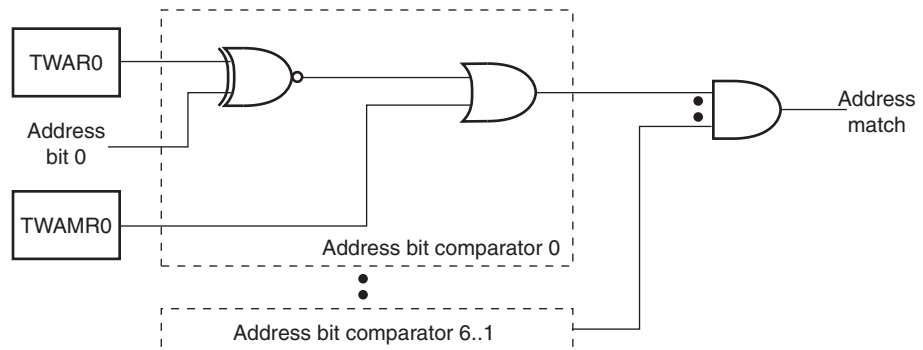 TWAR0
Address
bit 0
TWAMR0
Address bit comparator 0
Address bit comparator 6..1
Address
match